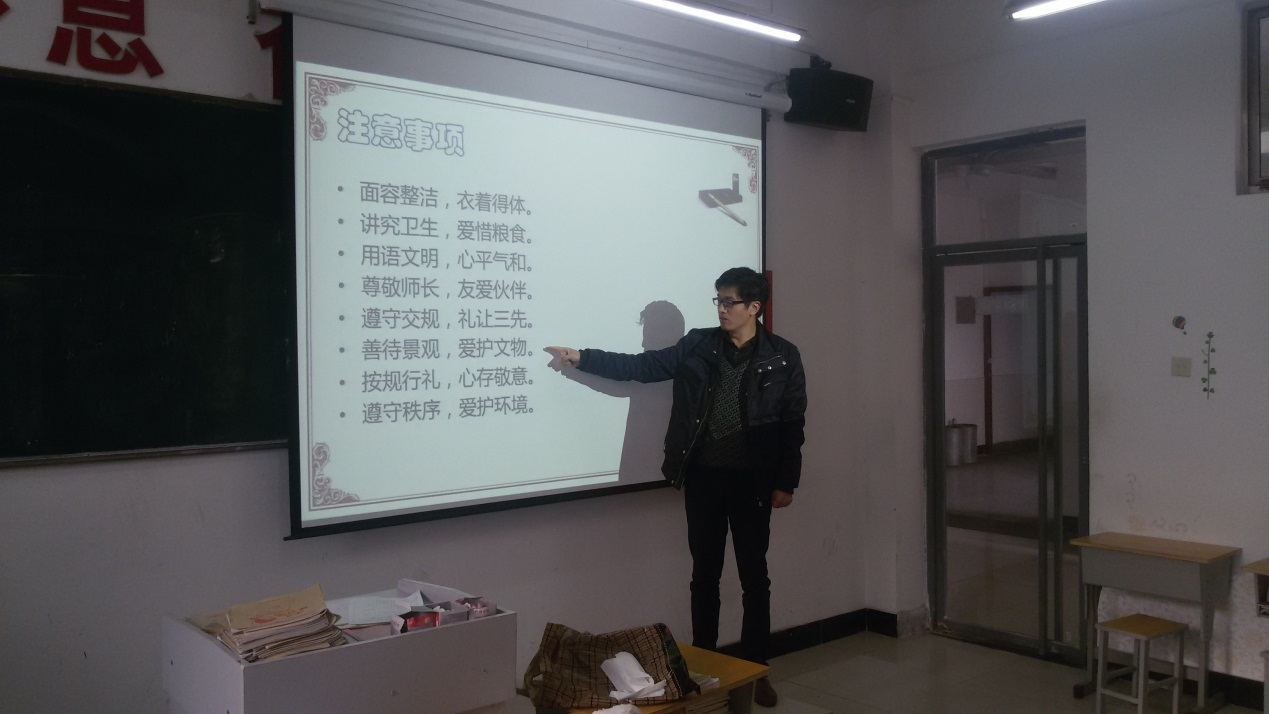 息
注意事项
面容整洁，衣着得体。
讲究卫生，爱惜粮食。
用语文明，心平气和。
尊敬师长，友爱伙伴。
遵守交规，礼让三先。
善待景观，爱护文物。
按规行礼，心存敬意。
遵守秩序，爱护环境。